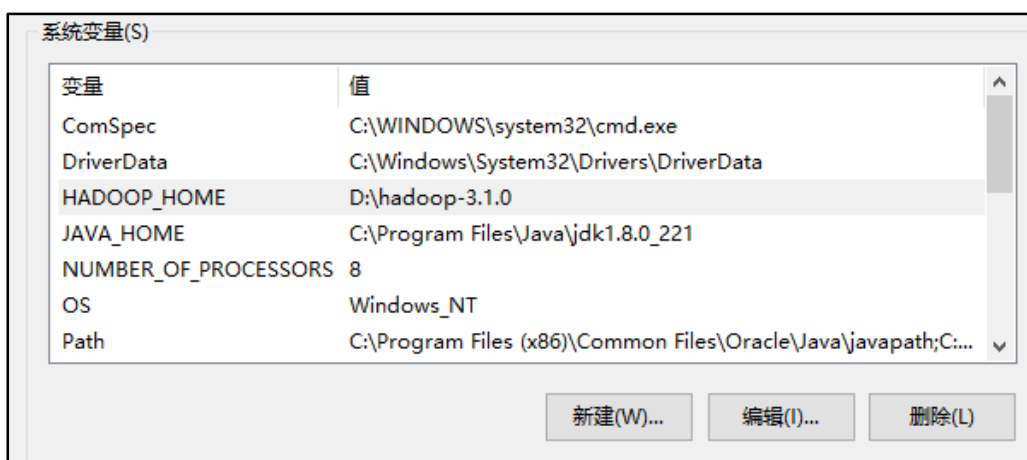 系统变量(S)
变量 值
ComSpec C:\WINDOWS\system32\cmd.exe
DriverData C:\Windows\System32\Drivers\DriverData
HADOOP_HOME D:\hadoop-3.1.0
JAVA_HOME C:\Program Files\Java\jdk1.8.0_221
NUMBER_OF_PROCESSORS 8
OS Windows_NT
Path C:\Program Files (x86)\Common Files\Oracle\Java\javapath;C:...
新建(W)... 编辑(I)... 删除(L)